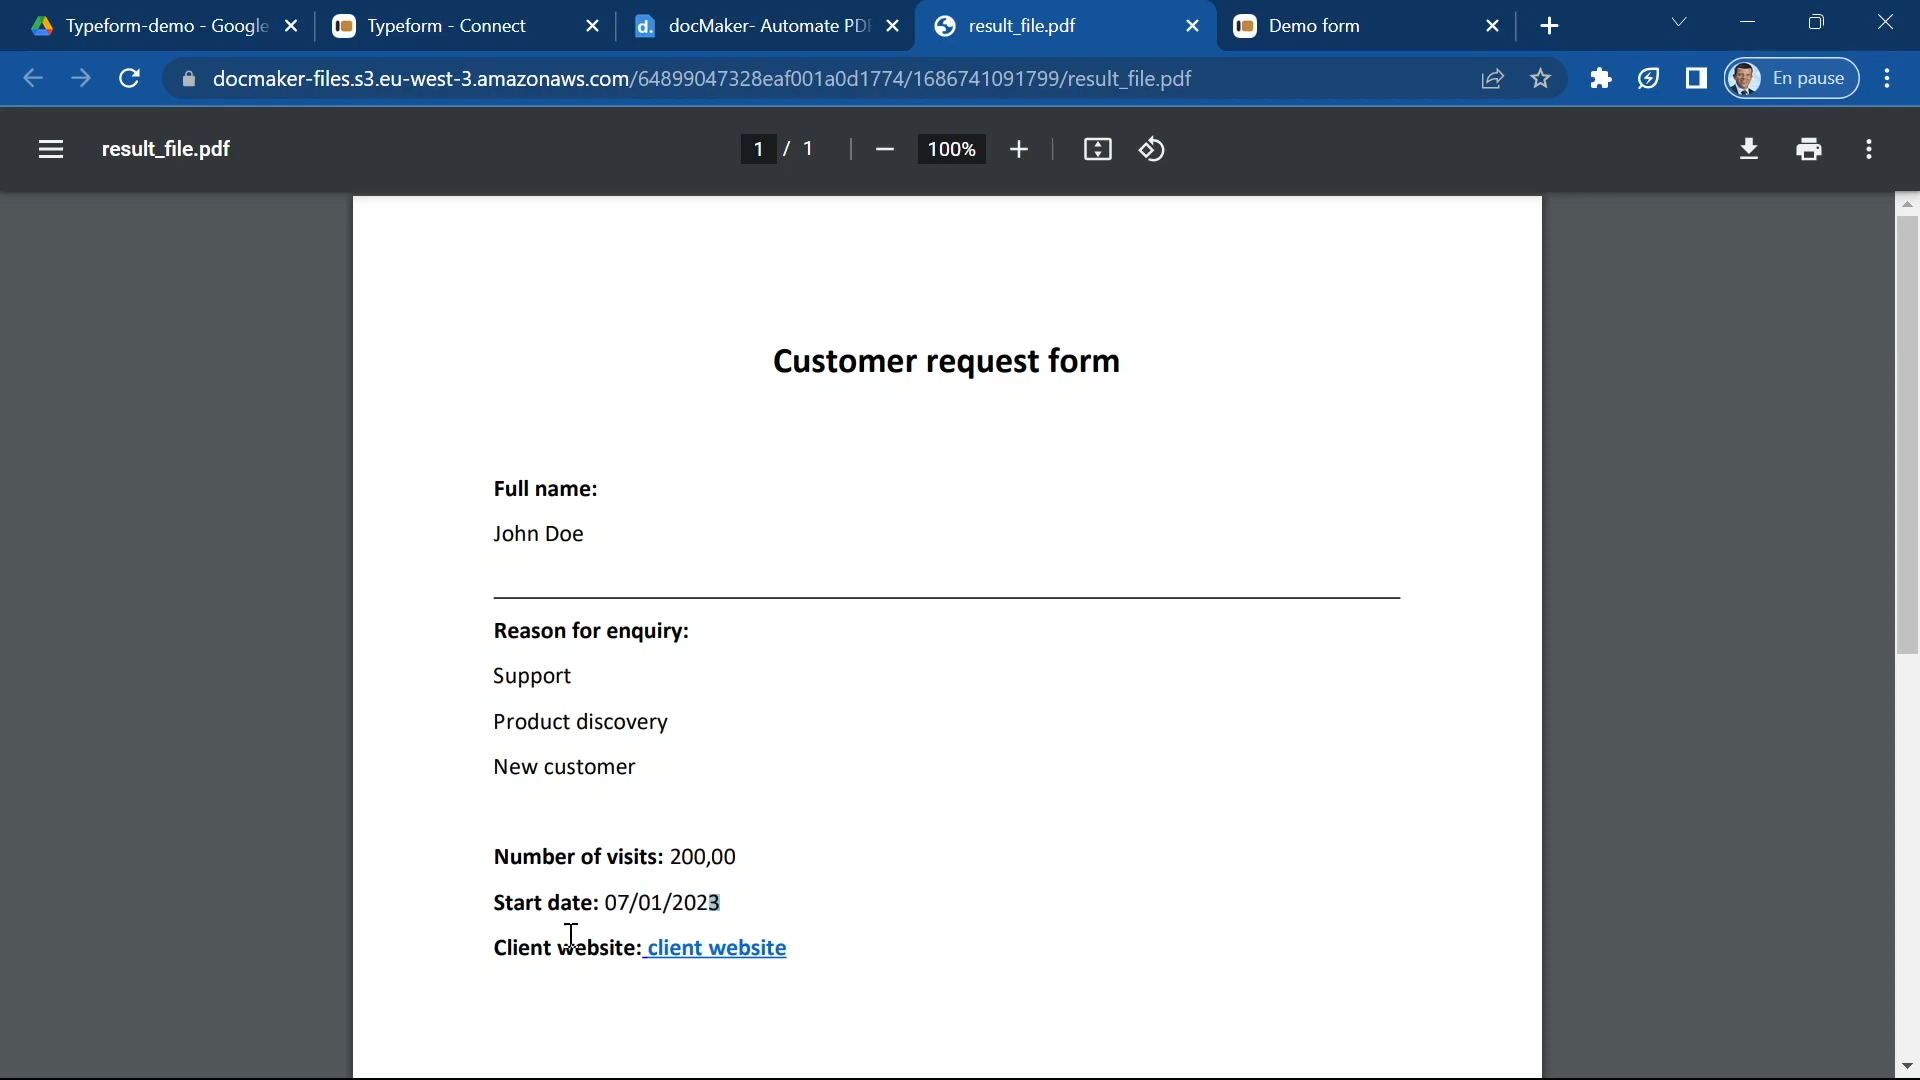 Typeform-demo - Google
Typeform - Connect
docMaker- Automate PDF
result_file.pdf
Demo form
docmaker-files.s3.eu-west-3.amazonaws.com/64899047328eaf001a0d1774/1686741091799/result_file.pdf
En pause
result_file.pdf
1 / 1
100%
Customer request form
Full name:
John Doe
Reason for enquiry:
Support
Product discovery
New customer
Number of visits: 200,00
Start date: 07/01/2023
Client website: client website